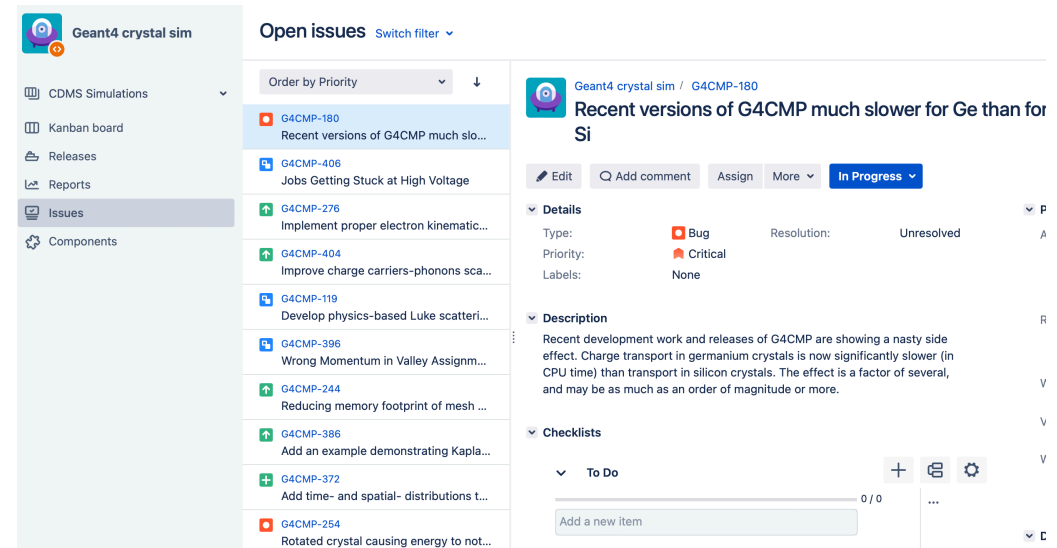 Geant4 crystal sim
CDMS Simulations
Kanban board
Releases
Reports
Issues
Components
Open issues Switch filter
Order by Priority
G4CMP-180
Recent versions of G4CMP much slo...
G4CMP-406
Jobs Getting Stuck at High Voltage
G4CMP-276
Implement proper electron kinematic...
G4CMP-404
Improve charge carriers-phonons sca...
G4CMP-119
Develop physics-based Luke scatteri...
G4CMP-396
Wrong Momentum in Valley Assignm...
G4CMP-244
Reducing memory footprint of mesh ...
G4CMP-386
Add an example demonstrating Kapla...
G4CMP-372
Add time- and spatial- distributions t...
G4CMP-254
Rotated crystal causing energy to not...
Geant4 crystal sim / G4CMP-180
Recent versions of G4CMP much slower for Ge than for
Si
Edit Add comment Assign More In Progress
Details
Type: Bug Resolution: Unresolved
Priority: Critical
Labels: None
Description
Recent development work and releases of G4CMP are showing a nasty side
effect. Charge transport in germanium crystals is now significantly slower (in
CPU time) than transport in silicon crystals. The effect is a factor of several,
and may be as much as an order of magnitude or more.
Checklists
To Do
0 / 0
...
Add a new item